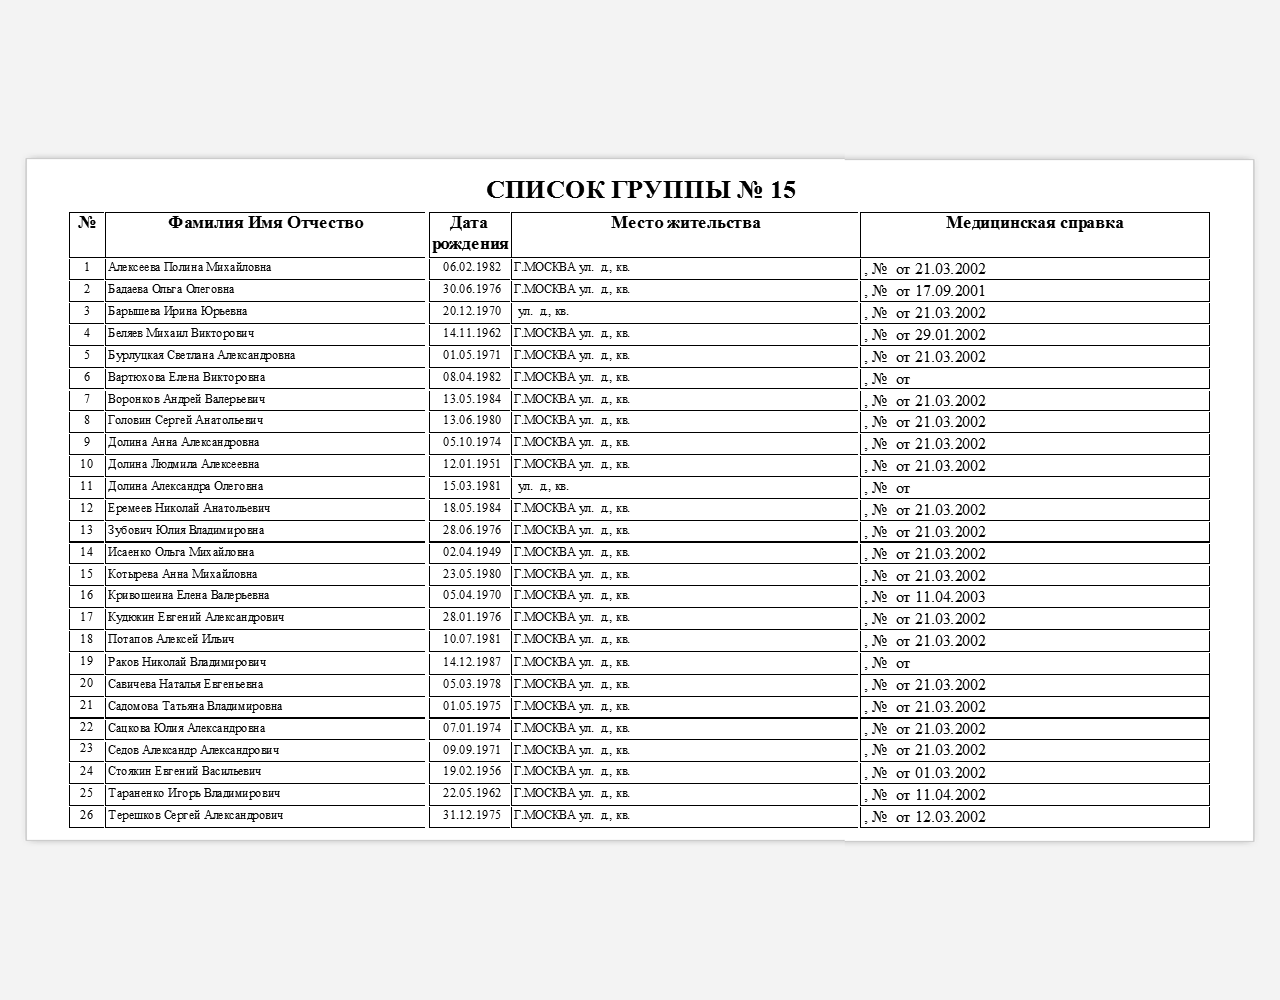 СПИСОК ГРУППЫ № 15
№ Фамилия Имя Отчество Дата рождения Место жительства Медицинская справка
1 Алексеева Полина Михайловна 06.02.1982 Г.МОСКВА ул. д., кв. , № от 21.03.2002
2 Бадаева Ольга Олеговна 30.06.1976 Г.МОСКВА ул. д., кв. , № от 17.09.2001
3 Барышева Ирина Юрьевна 20.12.1970 ул. д., кв. , № от 21.03.2002
4 Беляев Михаил Викторович 14.11.1962 Г.МОСКВА ул. д., кв. , № от 29.01.2002
5 Бурлуцкая Светлана Александровна 01.05.1971 Г.МОСКВА ул. д., кв. , № от 21.03.2002
6 Вартюхова Елена Викторовна 08.04.1982 Г.МОСКВА ул. д., кв. , № от
7 Воронков Андрей Валерьевич 13.05.1984 Г.МОСКВА ул. д., кв. , № от 21.03.2002
8 Головин Сергей Анатольевич 13.06.1980 Г.МОСКВА ул. д., кв. , № от 21.03.2002
9 Долина Анна Александровна 05.10.1974 Г.МОСКВА ул. д., кв. , № от 21.03.2002
10 Долина Людмила Алексеевна 12.01.1951 Г.МОСКВА ул. д., кв. , № от 21.03.2002
11 Долина Александра Олеговна 15.03.1981 ул. д., кв. , № от
12 Еремеев Николай Анатольевич 18.05.1984 Г.МОСКВА ул. д., кв. , № от 21.03.2002
13 Зубович Юлия Владимировна 28.06.1976 Г.МОСКВА ул. д., кв. , № от 21.03.2002
14 Исаенко Ольга Михайловна 02.04.1949 Г.МОСКВА ул. д., кв. , № от 21.03.2002
15 Котырева Анна Михайловна 23.05.1980 Г.МОСКВА ул. д., кв. , № от 21.03.2002
16 Кривошеина Елена Валерьевна 05.04.1970 Г.МОСКВА ул. д., кв. , № от 11.04.2003
17 Кудюкин Евгений Александрович 28.01.1976 Г.МОСКВА ул. д., кв. , № от 21.03.2002
18 Потапов Алексей Ильич 10.07.1981 Г.МОСКВА ул. д., кв. , № от 21.03.2002
19 Раков Николай Владимирович 14.12.1987 Г.МОСКВА ул. д., кв. , № от
20 Савичева Наталья Евгеньевна 05.03.1978 Г.МОСКВА ул. д., кв. , № от 21.03.2002
21 Садомова Татьяна Владимировна 01.05.1975 Г.МОСКВА ул. д., кв. , № от 21.03.2002
22 Сацкова Юлия Александровна 07.01.1974 Г.МОСКВА ул. д., кв. , № от 21.03.2002
23 Седов Александр Александрович 09.09.1971 Г.МОСКВА ул. д., кв. , № от 21.03.2002
24 Стоякин Евгений Васильевич 19.02.1956 Г.МОСКВА ул. д., кв. , № от 01.03.2002
25 Тараненко Игорь Владимирович 22.05.1962 Г.МОСКВА ул. д., кв. , № от 11.04.2002
26 Терешков Сергей Александрович 31.12.1975 Г.МОСКВА ул. д., кв. , № от 12.03.2002